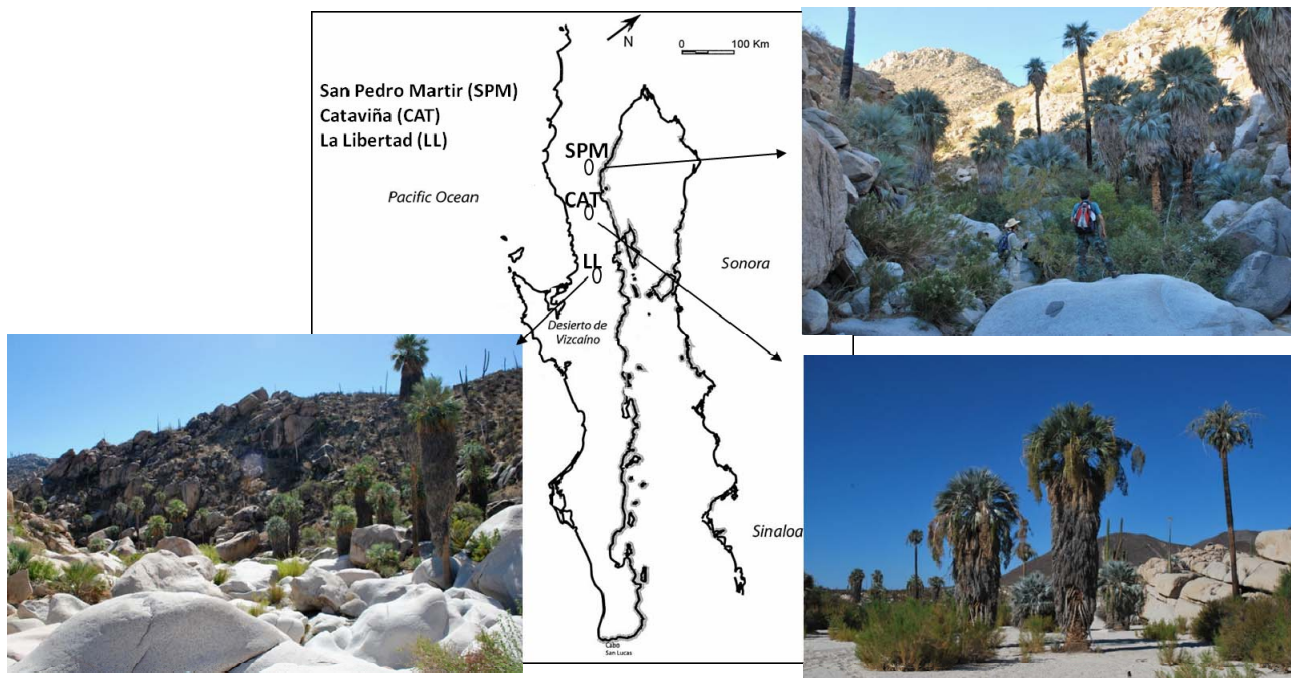 San Pedro Martir (SPM)
Cataviña (CAT)
La Libertad (LL)
N
0 100 Km
SPM
CAT
LL
Pacific Ocean
Sonora
Desierto de
Vizcaíno
Sinaloa
Cabo
San Lucas